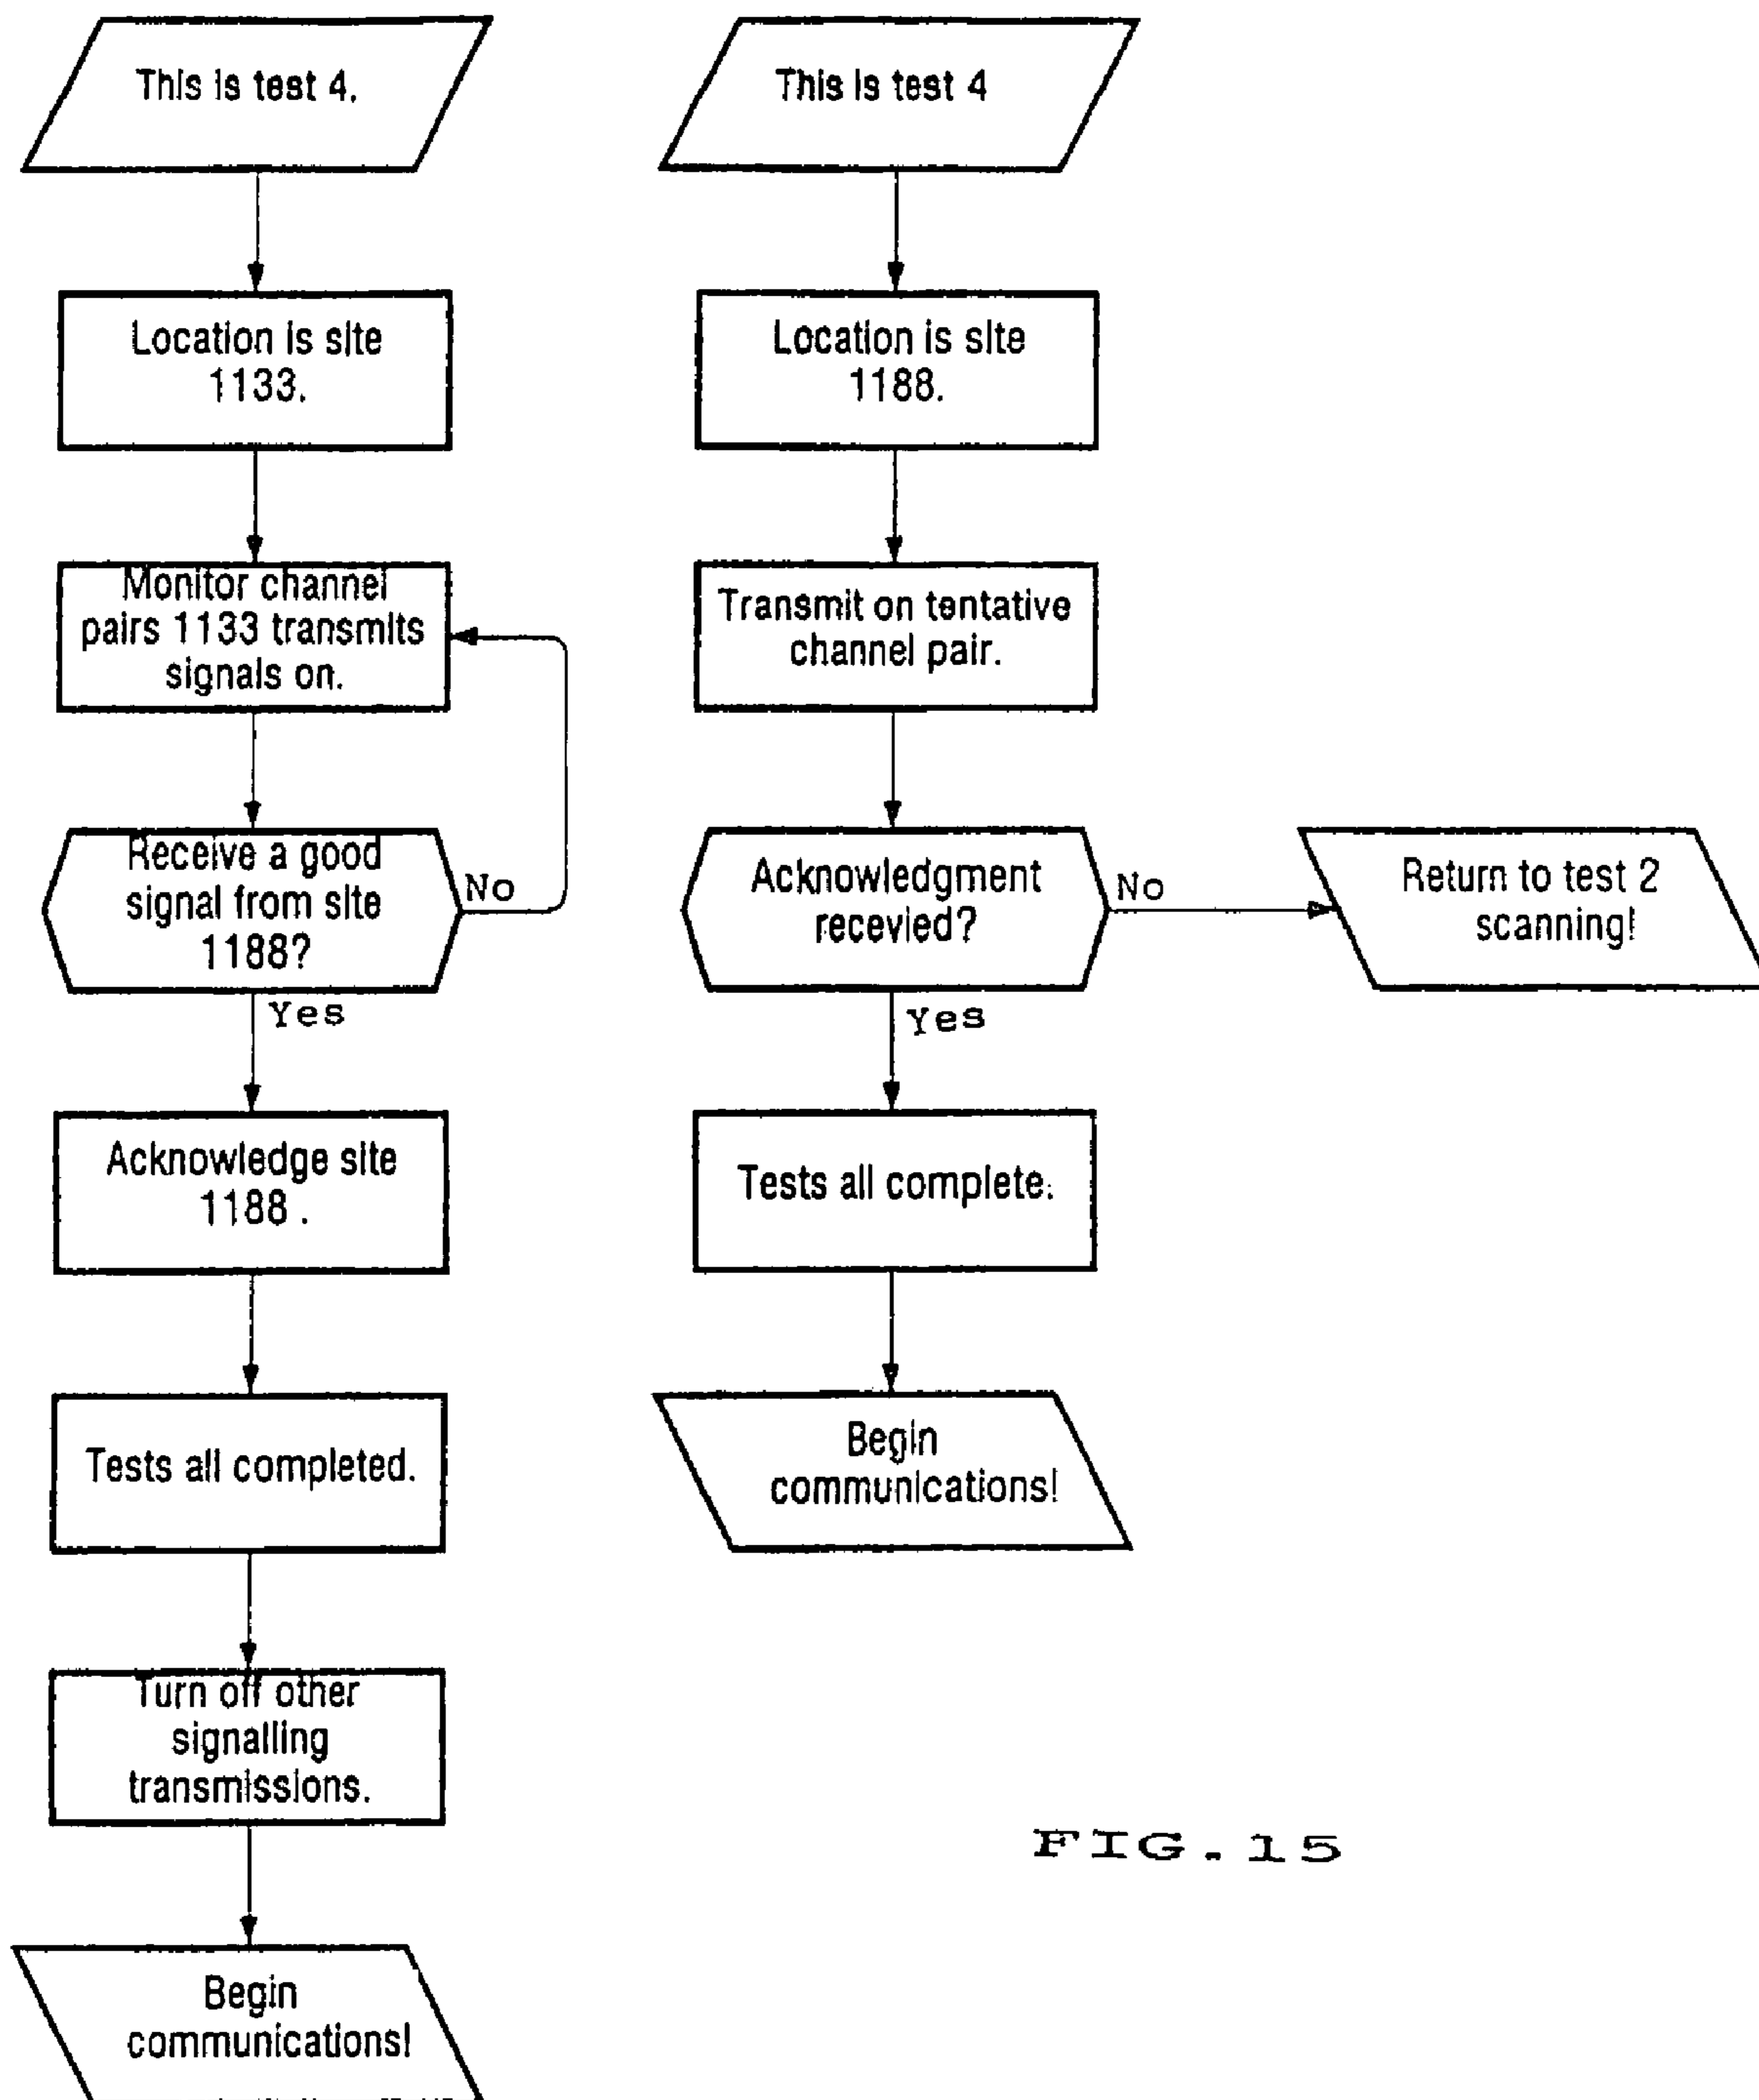 This is test 4.
Location is site
1133.
Monitor channel
pairs 1133 transmits
signals on.
Receive a good
signal from site
1188?
No
Yes
Acknowledge site
1188 .
Tests all completed.
Turn off other
signalling
transmissions.
Begin
communications!
This is test 4
Location is site
1188.
Transmit on tentative
channel pair.
Acknowledgment
recevied?
No
Return to test 2
scanning!
Yes
Tests all complete.
Begin
communications!
FIG.15